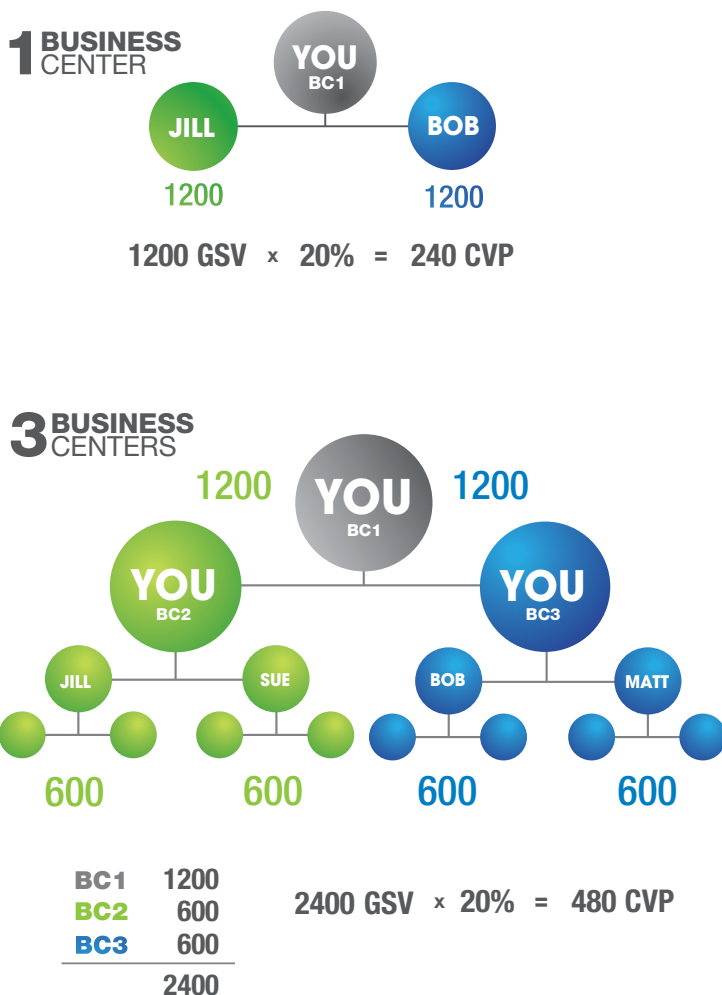 1 BUSINESS
CENTER
YOU
BC1
JILL
BOB
1200
1200
1200 GSV x 20% = 240 CVP
3 BUSINESS
CENTERS
1200
YOU
BC1
1200
YOU
BC2
YOU
BC3
JILL
SUE
BOB
MATT
600
600
600
600
BC1 1200
BC2 600
BC3 600
2400
2400 GSV x 20% = 480 CVP